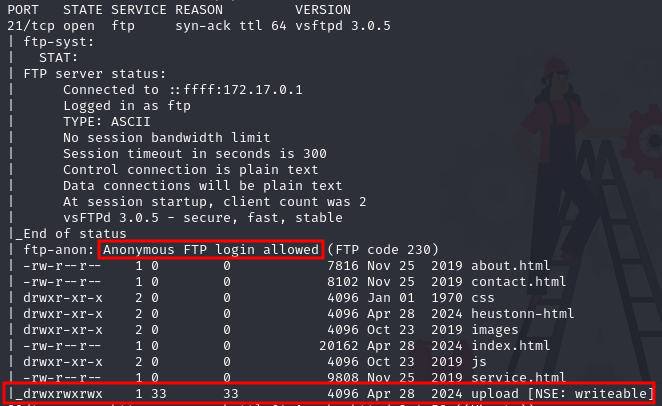 PORT   STATE SERVICE REASON         VERSION
21/tcp open  ftp     syn-ack ttl 64 vsftpd 3.0.5
| ftp-syst:
|   STAT:
| FTP server status:
|      Connected to ::ffff:172.17.0.1
|      Logged in as ftp
|      TYPE: ASCII
|      No session bandwidth limit
|      Session timeout in seconds is 300
|      Control connection is plain text
|      Data connections will be plain text
|      At session startup, client count was 2
|      vsFTPd 3.0.5 - secure, fast, stable
|_End of status
| ftp-anon: Anonymous FTP login allowed (FTP code 230)
| -rw-r--r--    1 0        0            7816 Nov 25  2019 about.html
| -rw-r--r--    1 0        0            8102 Nov 25  2019 contact.html
| drwxr-xr-x    2 0        0            4096 Jan 01  1970 css
| drwxr-xr-x    2 0        0            4096 Apr 28  2024 heustonn-html
| drwxr-xr-x    2 0        0            4096 Oct 23  2019 images
| -rw-r--r--    1 0        0           20162 Apr 28  2024 index.html
| drwxr-xr-x    2 0        0            4096 Oct 23  2019 js
| -rw-r--r--    1 0        0            9808 Nov 25  2019 service.html
|_drwxrwxrwx    1 33       33           4096 Apr 28  2024 upload [NSE: writeable]